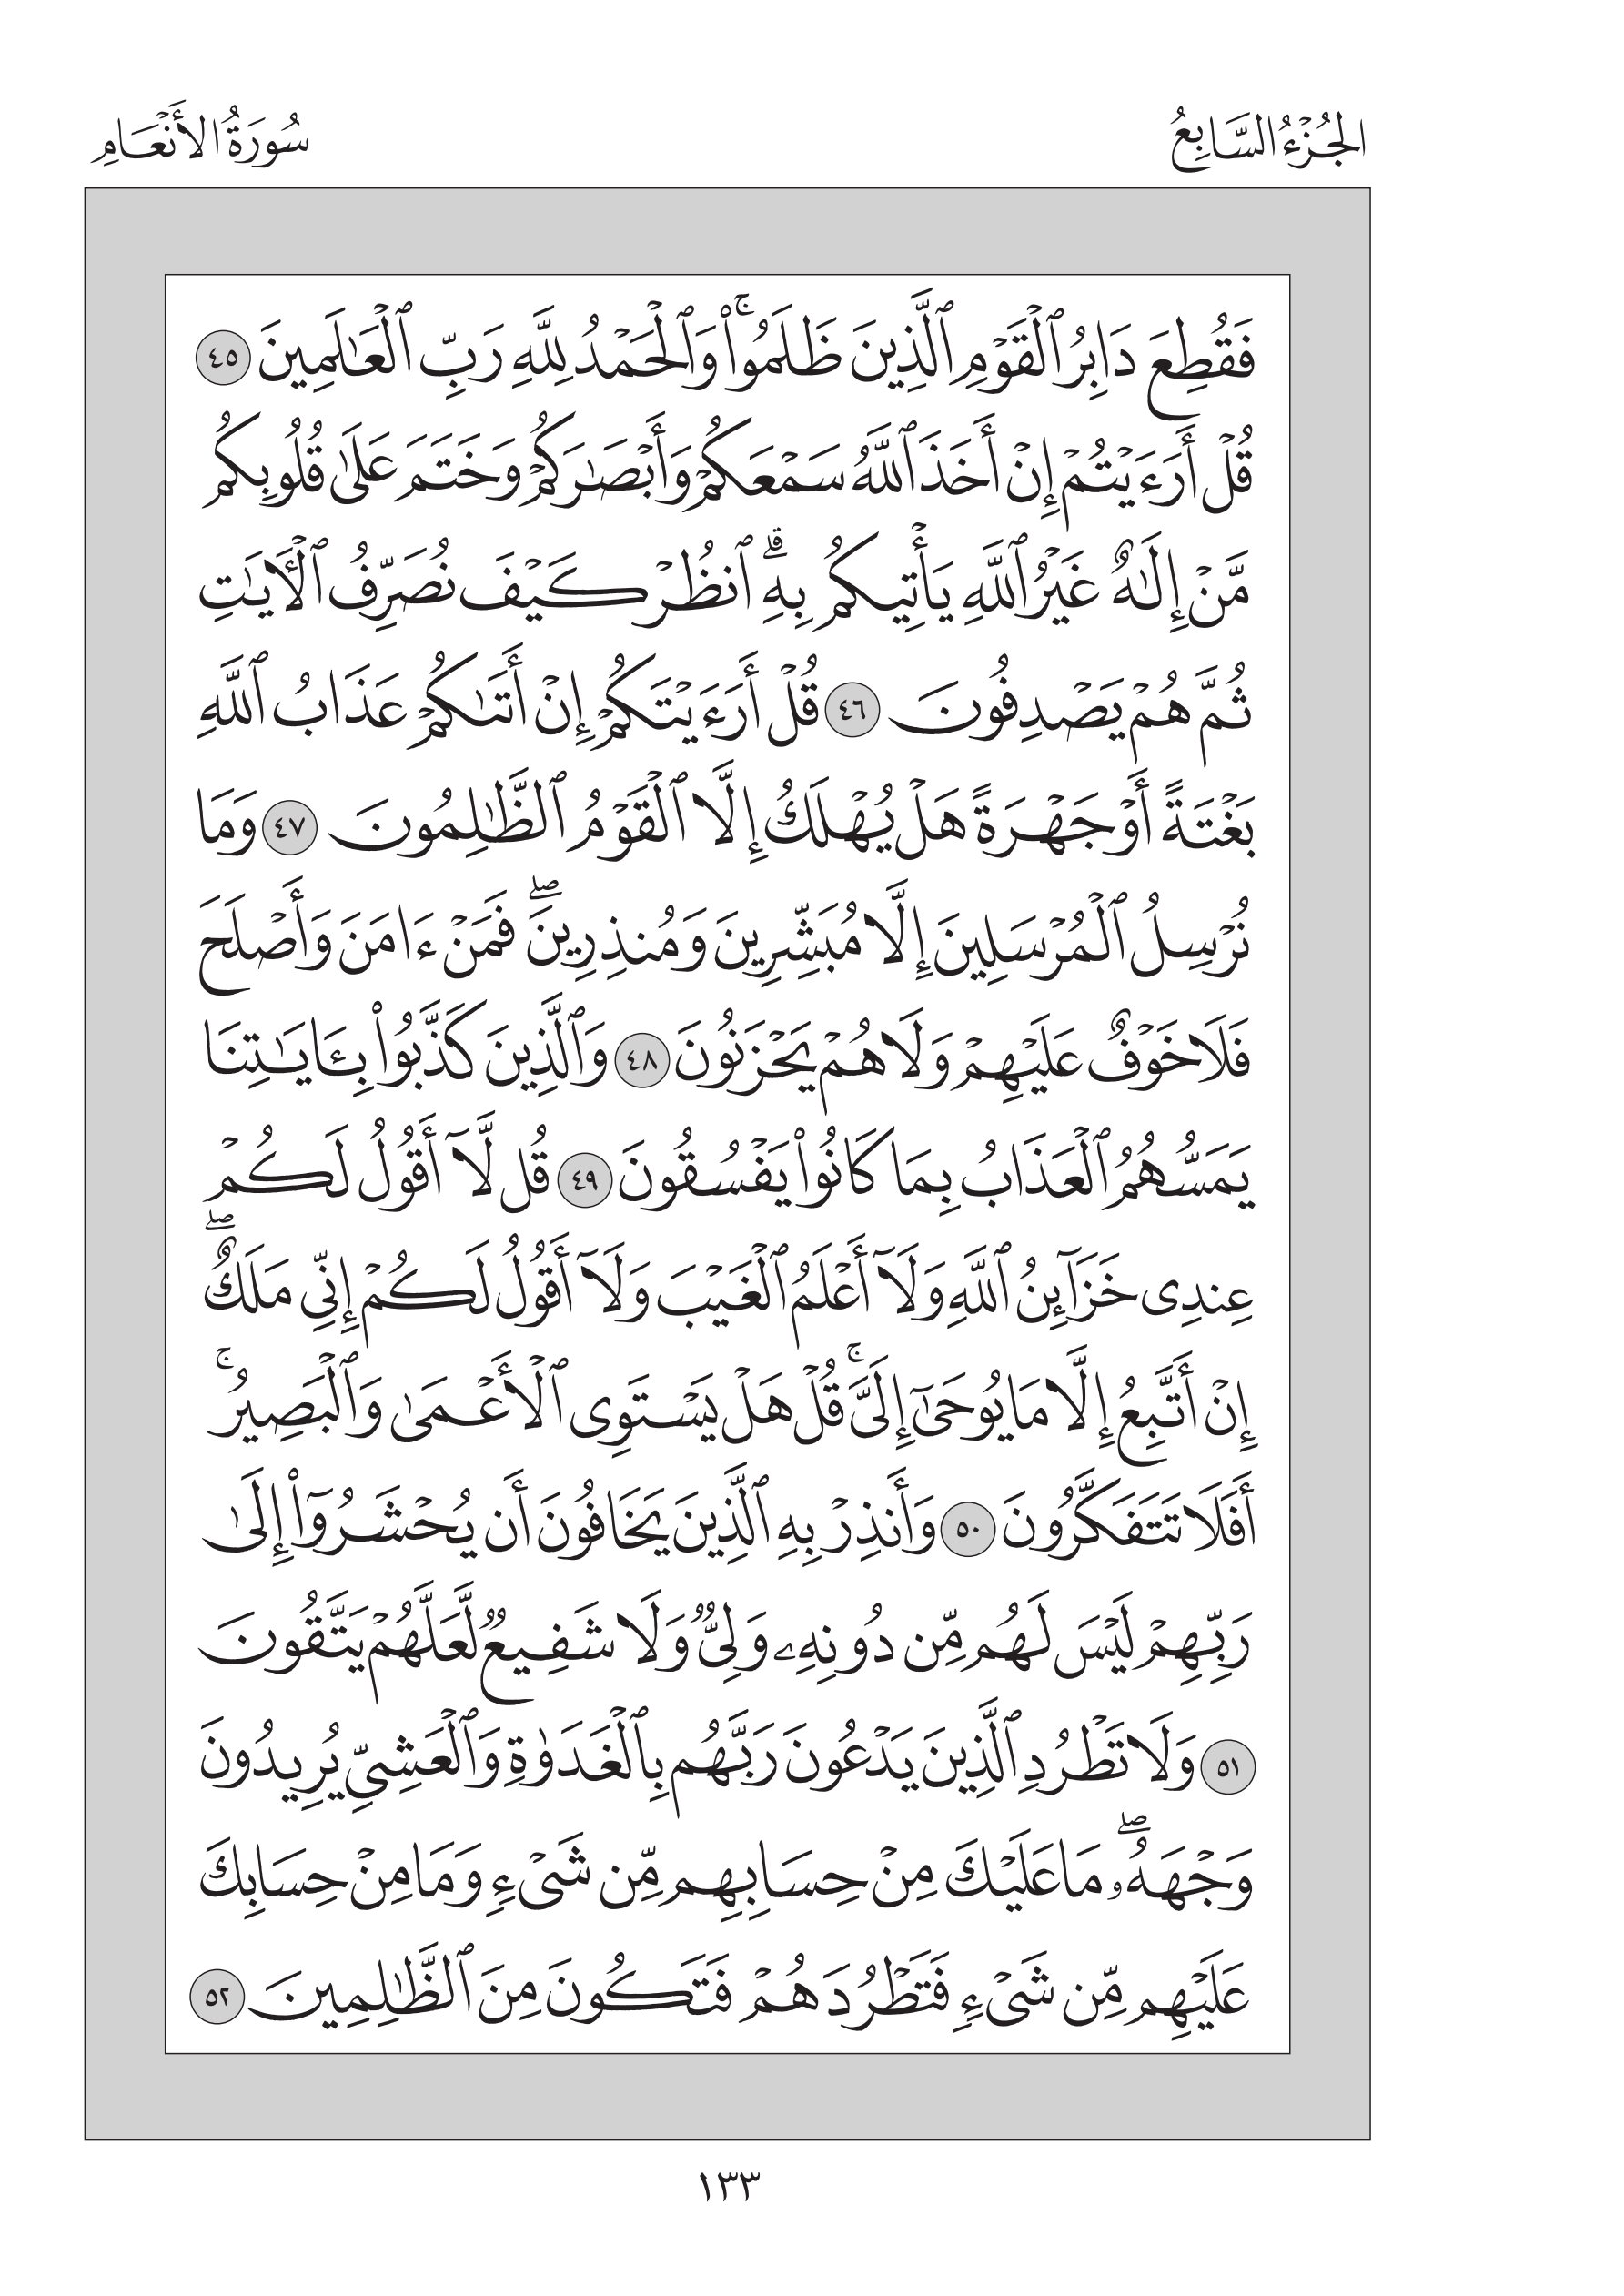 الجُزْءُ السَّابِعُ
سُورَةُ الأَنْعَامِ
فَقُطِعَ دَابِرُ ٱلْقَوْمِ ٱلَّذِينَ ظَلَمُوا۟ ۚ وَٱلْحَمْدُ لِلَّهِ رَبِّ ٱلْعَـٰلَمِينَ ٤٥
قُلْ أَرَءَيْتُمْ إِنْ أَخَذَ ٱللَّهُ سَمْعَكُمْ وَأَبْصَـٰرَكُمْ وَخَتَمَ عَلَىٰ قُلُوبِكُم
مَّنْ إِلَـٰهٌ غَيْرُ ٱللَّهِ يَأْتِيكُم بِهِ ۗ ٱنظُرْ كَيْفَ نُصَرِّفُ ٱلْـَٔايَـٰتِ
ثُمَّ هُمْ يَصْدِفُونَ ٤٦ قُلْ أَرَءَيْتَكُمْ إِنْ أَتَىٰكُمْ عَذَابُ ٱللَّهِ
بَغْتَةً أَوْ جَهْرَةً هَلْ يُهْلَكُ إِلَّا ٱلْقَوْمُ ٱلظَّـٰلِمُونَ ٤٧ وَمَا
نُرْسِلُ ٱلْمُرْسَلِينَ إِلَّا مُبَشِّرِينَ وَمُنذِرِينَ ۖ فَمَنْ ءَامَنَ وَأَصْلَحَ
فَلَا خَوْفٌ عَلَيْهِمْ وَلَا هُمْ يَحْزَنُونَ ٤٨ وَٱلَّذِينَ كَذَّبُوا۟ بِـَٔايَـٰتِنَا
يَمَسُّهُمُ ٱلْعَذَابُ بِمَا كَانُوا۟ يَفْسُقُونَ ٤٩ قُل لَّآ أَقُولُ لَكُمْ
عِندِى خَزَآئِنُ ٱللَّهِ وَلَآ أَعْلَمُ ٱلْغَيْبَ وَلَآ أَقُولُ لَكُمْ إِنِّى مَلَكٌ ۖ
إِنْ أَتَّبِعُ إِلَّا مَا يُوحَىٰٓ إِلَىَّ ۚ قُلْ هَلْ يَسْتَوِى ٱلْأَعْمَىٰ وَٱلْبَصِيرُ ۚ
أَفَلَا تَتَفَكَّرُونَ ٥٠ وَأَنذِرْ بِهِ ٱلَّذِينَ يَخَافُونَ أَن يُحْشَرُوٓا۟ إِلَىٰ
رَبِّهِمْ لَيْسَ لَهُم مِّن دُونِهِۦ وَلِىٌّ وَلَا شَفِيعٌ لَّعَلَّهُمْ يَتَّقُونَ
٥١ وَلَا تَطْرُدِ ٱلَّذِينَ يَدْعُونَ رَبَّهُم بِٱلْغَدَوٰةِ وَٱلْعَشِىِّ يُرِيدُونَ
وَجْهَهُۥ ۖ مَا عَلَيْكَ مِنْ حِسَابِهِم مِّن شَىْءٍ وَمَا مِنْ حِسَابِكَ
عَلَيْهِم مِّن شَىْءٍ فَتَطْرُدَهُمْ فَتَكُونَ مِنَ ٱلظَّـٰلِمِينَ ٥٢
١٣٣